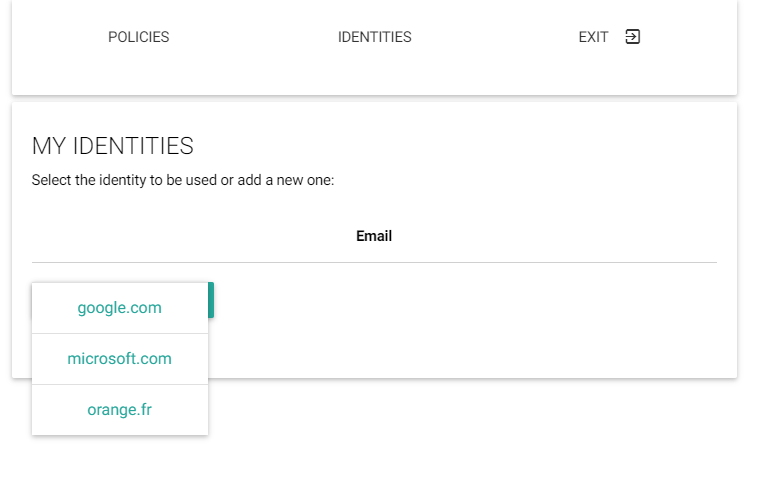 POLICIES IDENTITIES EXIT
MY IDENTITIES
Select the identity to be used or add a new one:
Email
google.com
microsoft.com
orange.fr